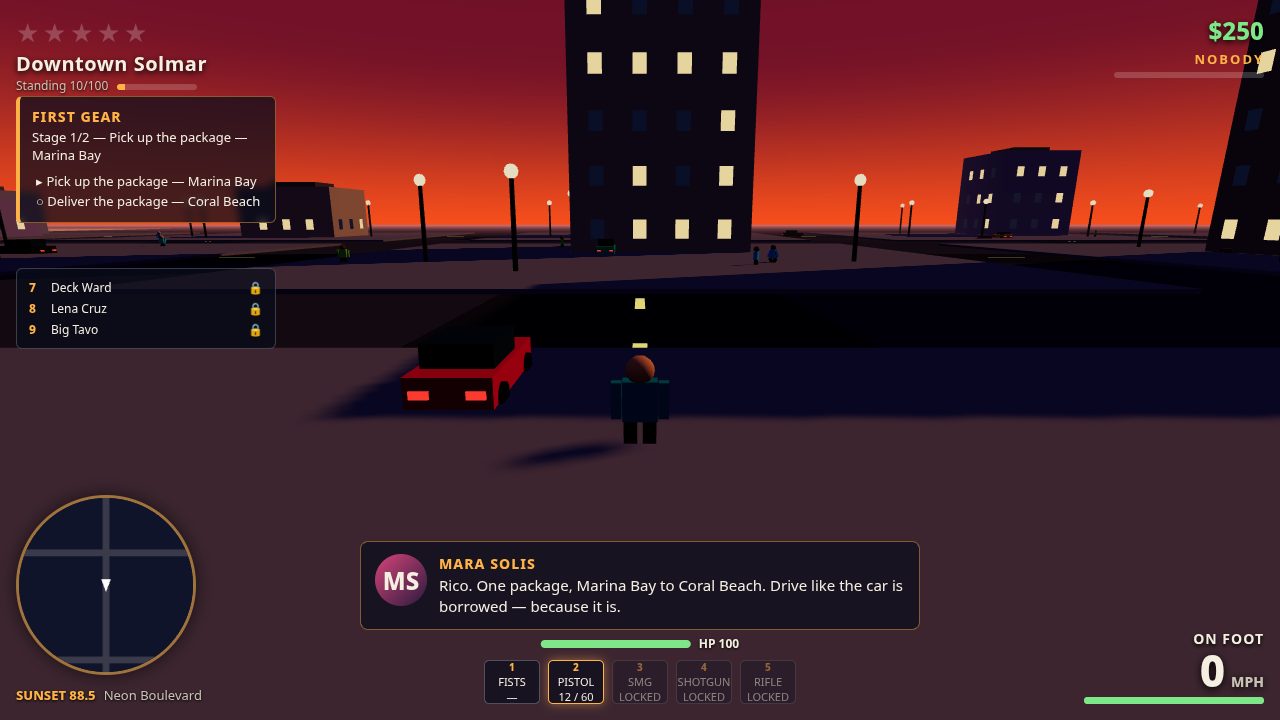 ★★★★★
Downtown Solmar
Standing 10/100
$250
NOBODY
FIRST GEAR
Stage 1/2 — Pick up the package —
Marina Bay
▸ Pick up the package — Marina Bay
○ Deliver the package — Coral Beach
7 Deck Ward 🔒
8 Lena Cruz 🔒
9 Big Tavo 🔒
MS
MARA SOLIS
Rico. One package, Marina Bay to Coral Beach. Drive like the car is
borrowed — because it is.
HP 100
1
FISTS
—
2
PISTOL
12 / 60
3
SMG
LOCKED
4
SHOTGUN
LOCKED
5
RIFLE
LOCKED
SUNSET 88.5 Neon Boulevard
ON FOOT
0 MPH